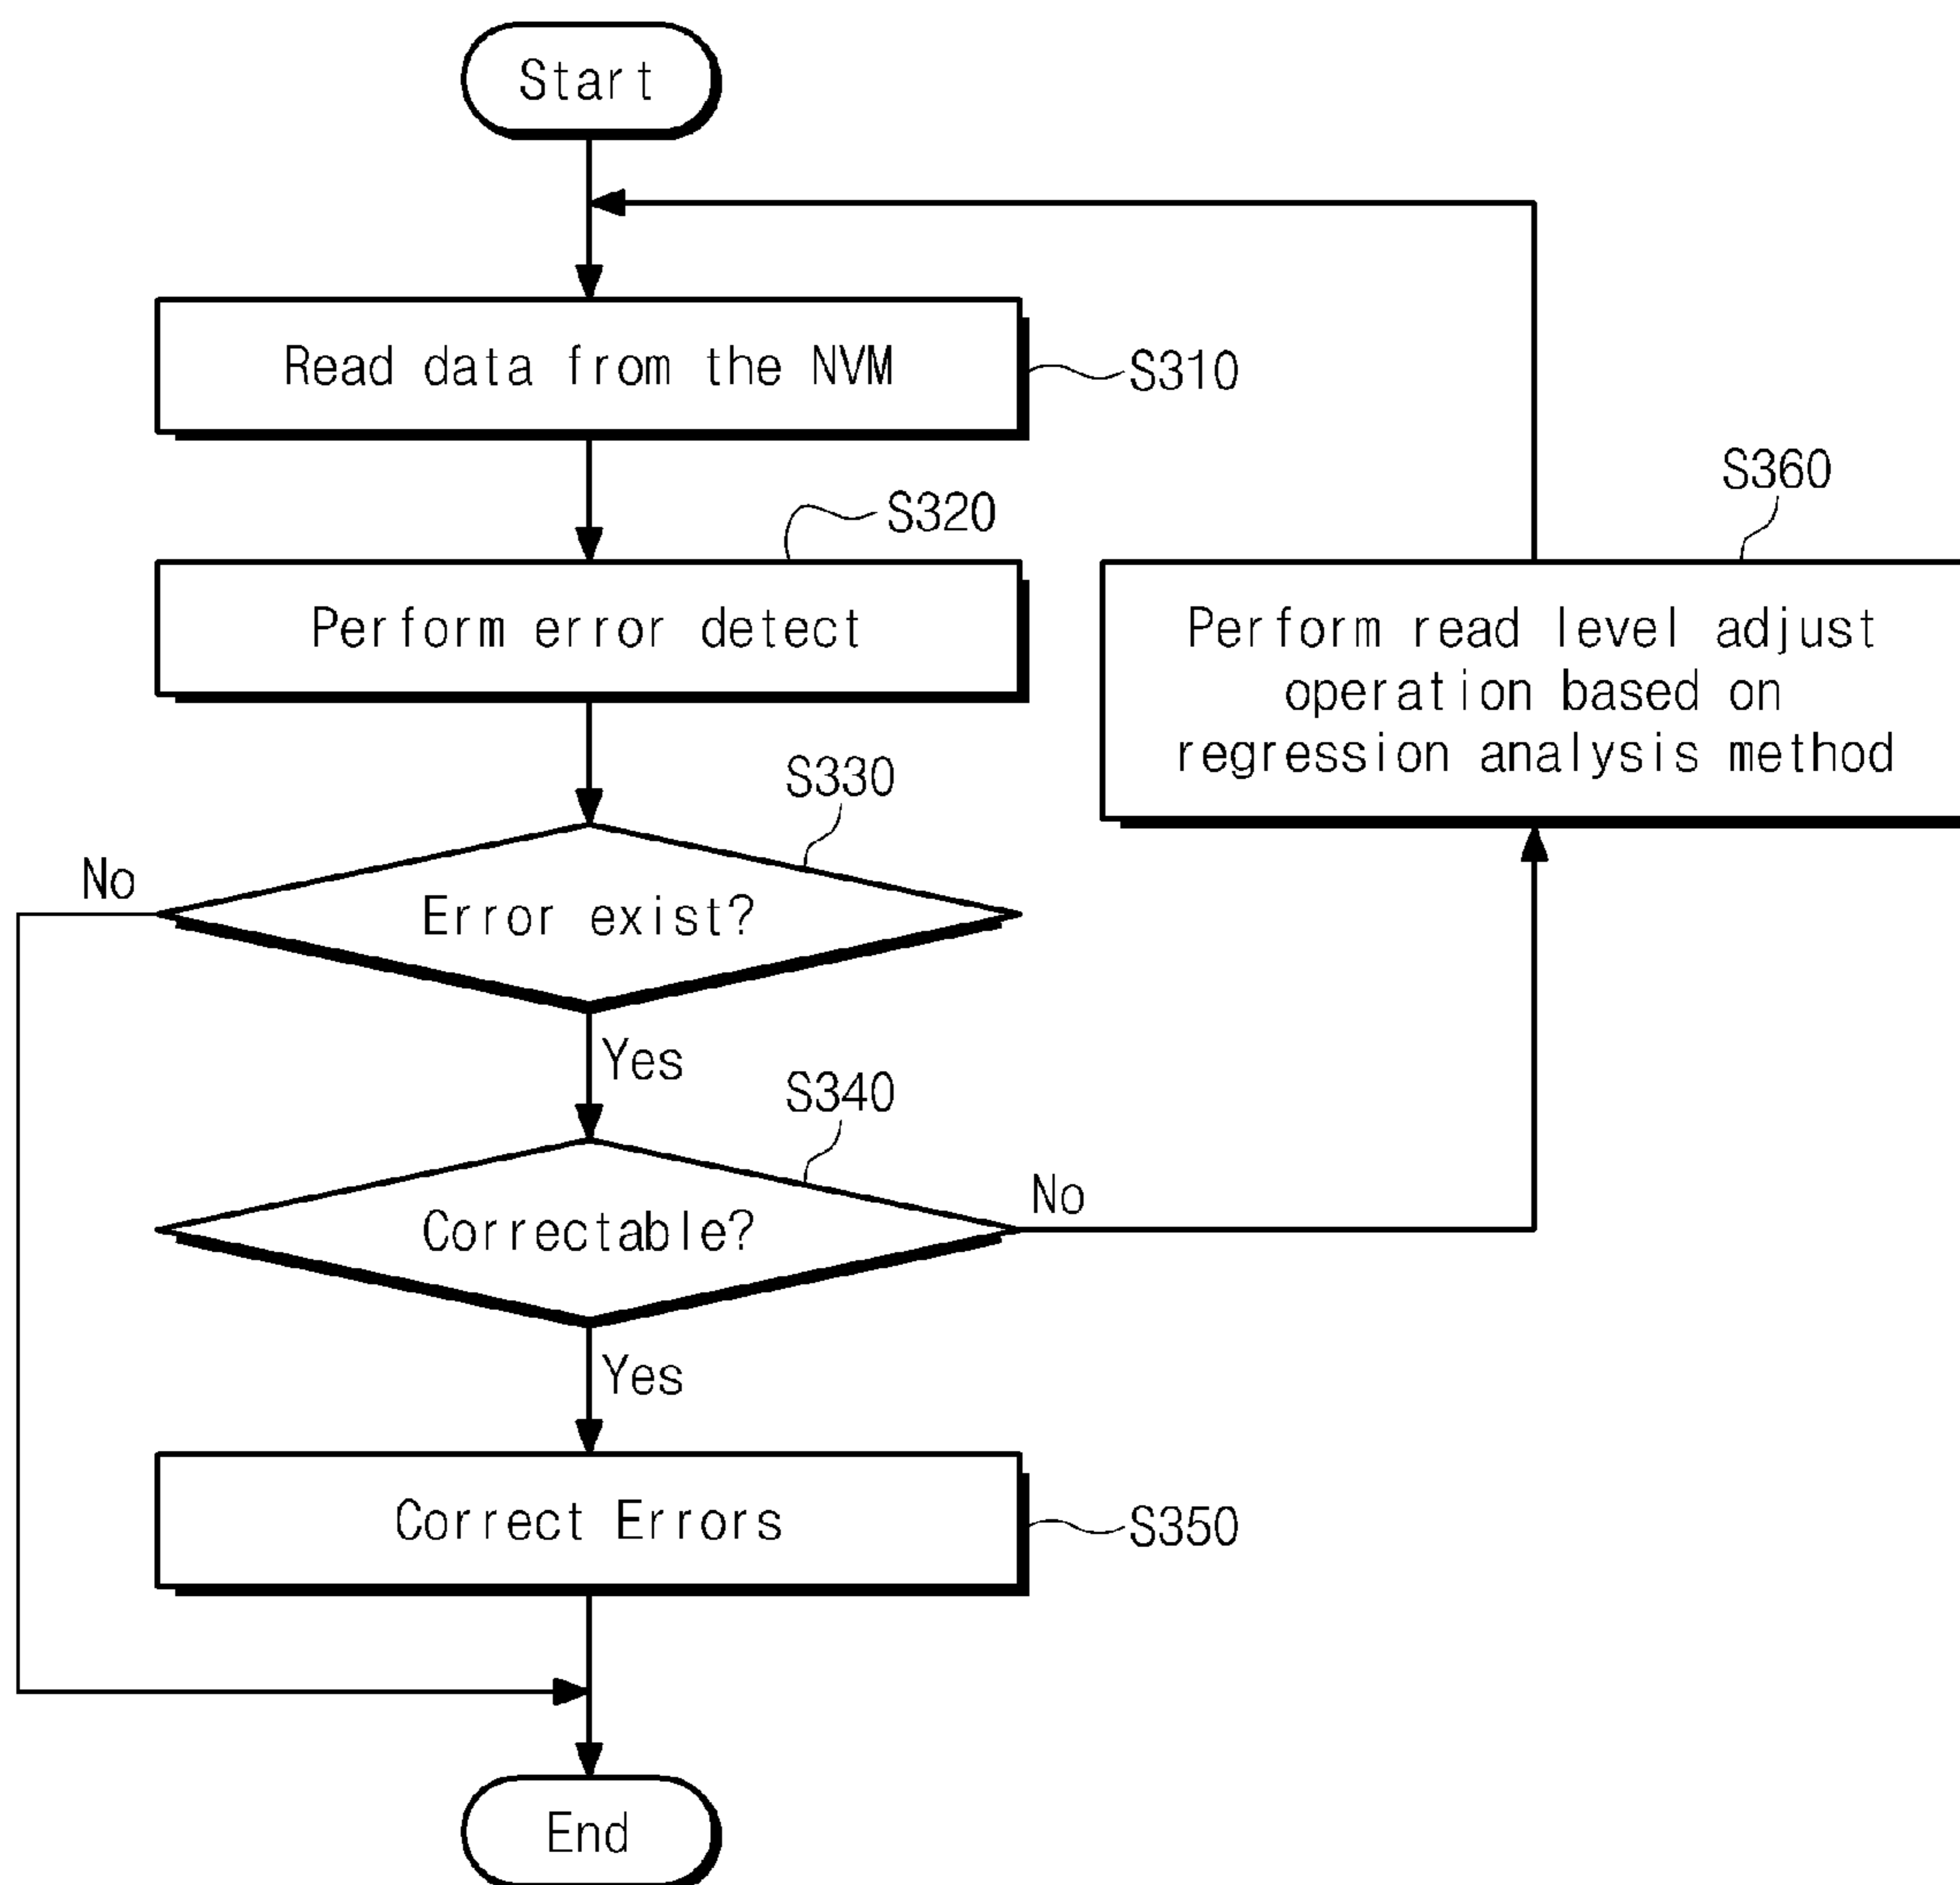 Start
Read data from the NVM
S310
S320
Perform error detect
S360
Perform read level adjust
operation based on
regression analysis method
S330
No
Error exist?
Yes
S340
Correctable?
No
Yes
Correct Errors
S350
End